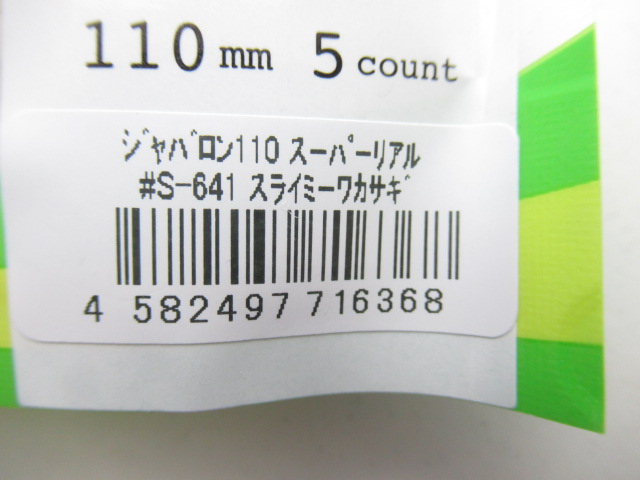 110 mm 5 count
ｼﾞｬﾊﾞﾛﾝ110 ｽｰﾊﾟｰﾘｱﾙ
#S-641 ｽﾗｲﾐｰﾜｶｻｷﾞ
4 582497 716368